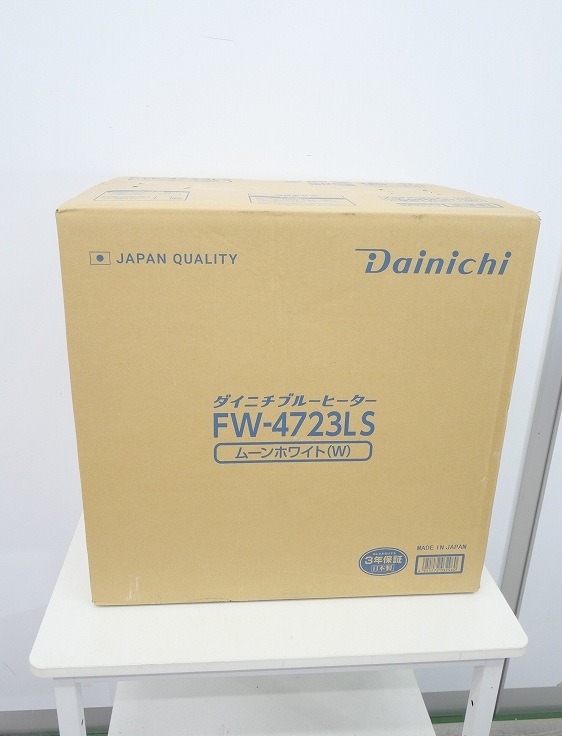 JAPAN QUALITY
Dainichi
ダイニチブルーヒーター
FW-4723LS
ムーンホワイト(W)
3年保証
日本製
MADE IN JAPAN